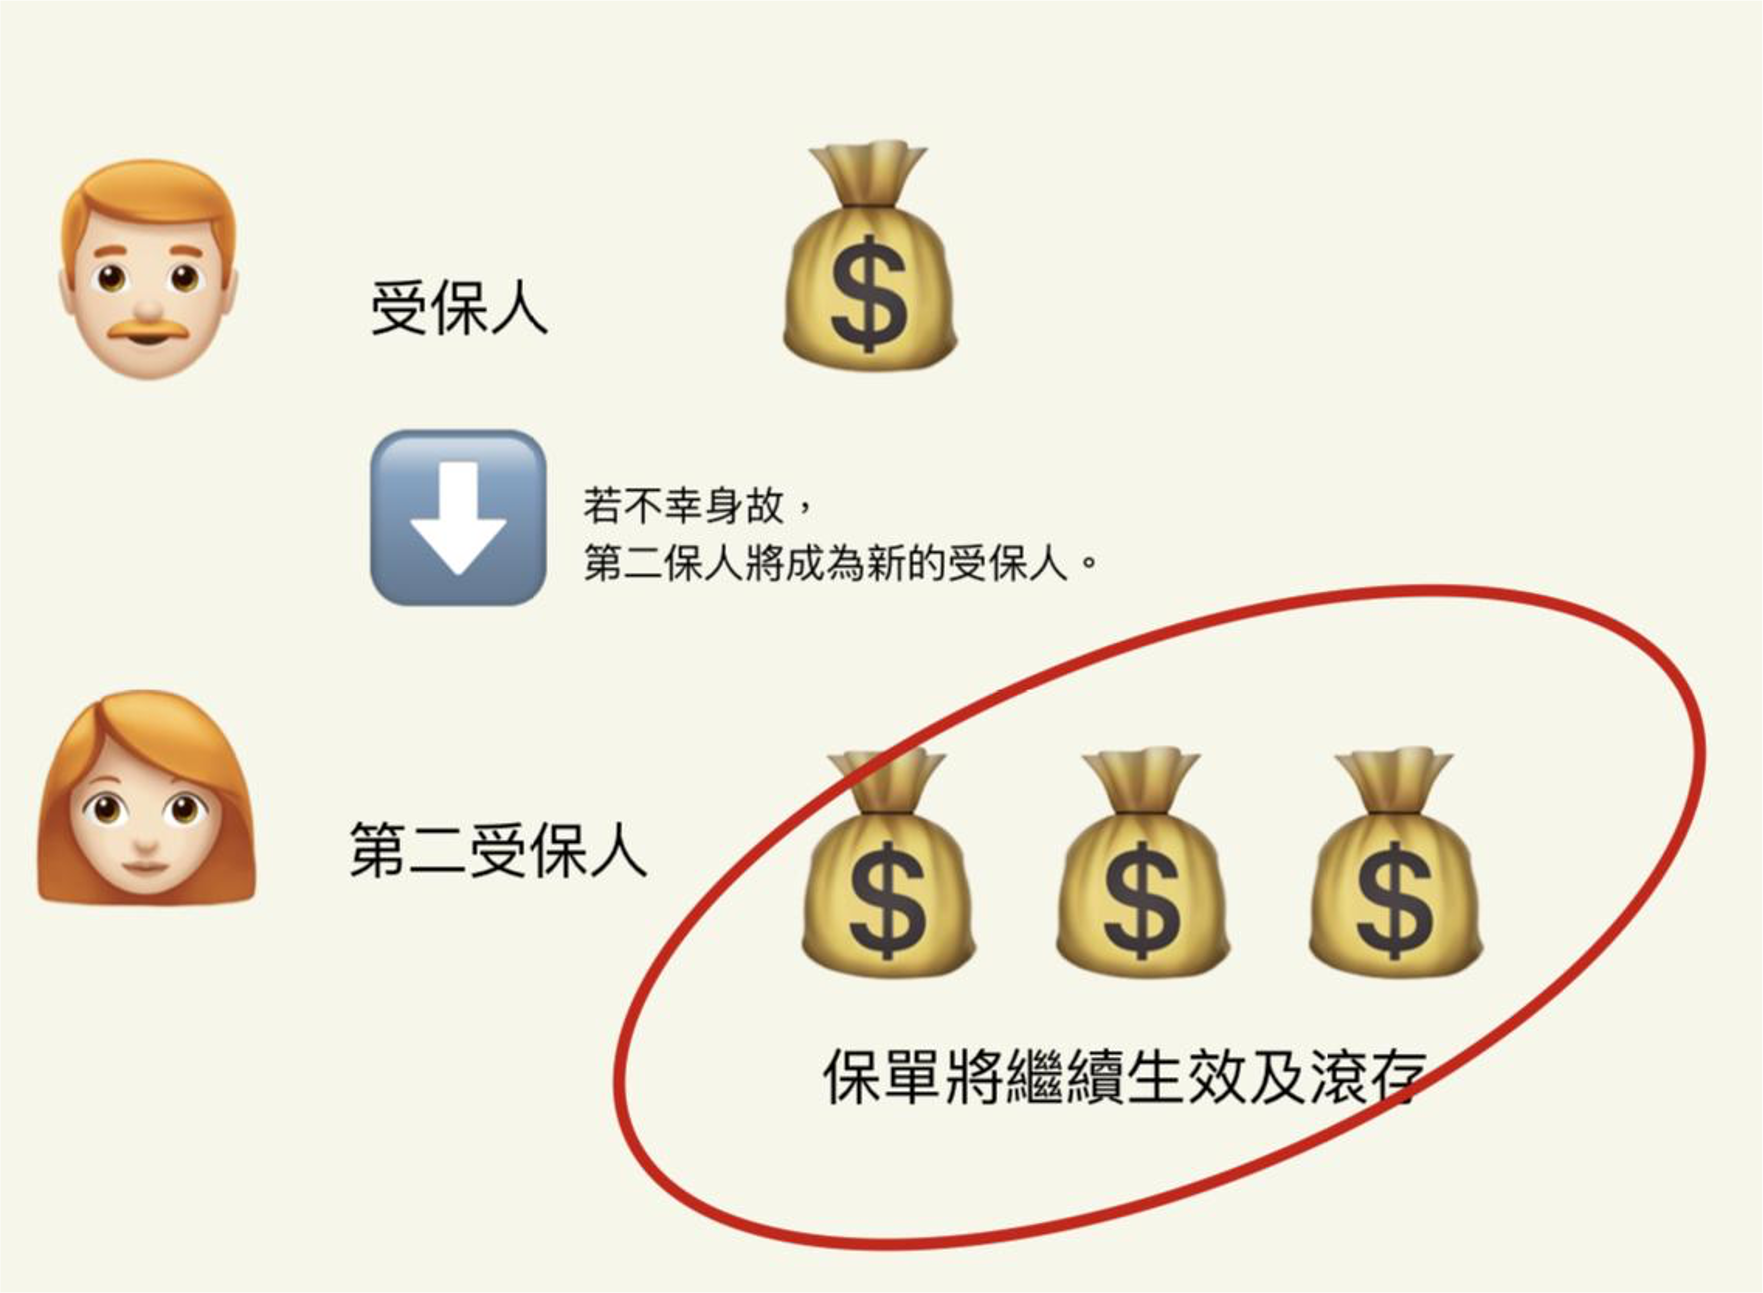 受保人
若不幸身故，
第二保人將成為新的受保人。
第二受保人
保單將繼續生效及滾存